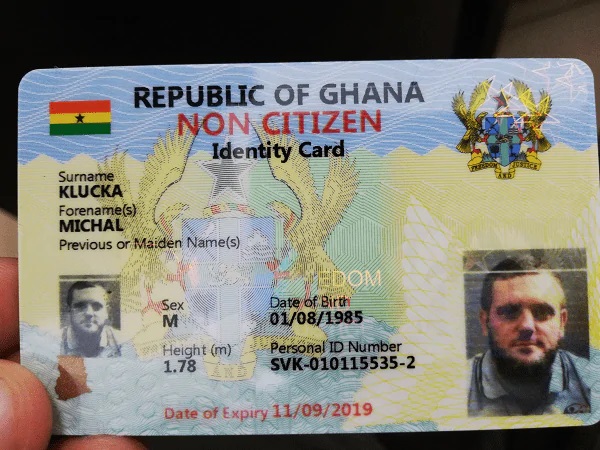 REPUBLIC OF GHANA
NON CITIZEN
Identity Card
FREEDOM JUSTICE
AND
Surname
KLUCKA
Forename(s)
MICHAL
Previous or Maiden Name(s)
EDOM
Sex
M
Date of Birth
01/08/1985
Height (m)
1.78
Personal ID Number
SVK-010115535-2
AND
Date of Expiry 11/09/2019